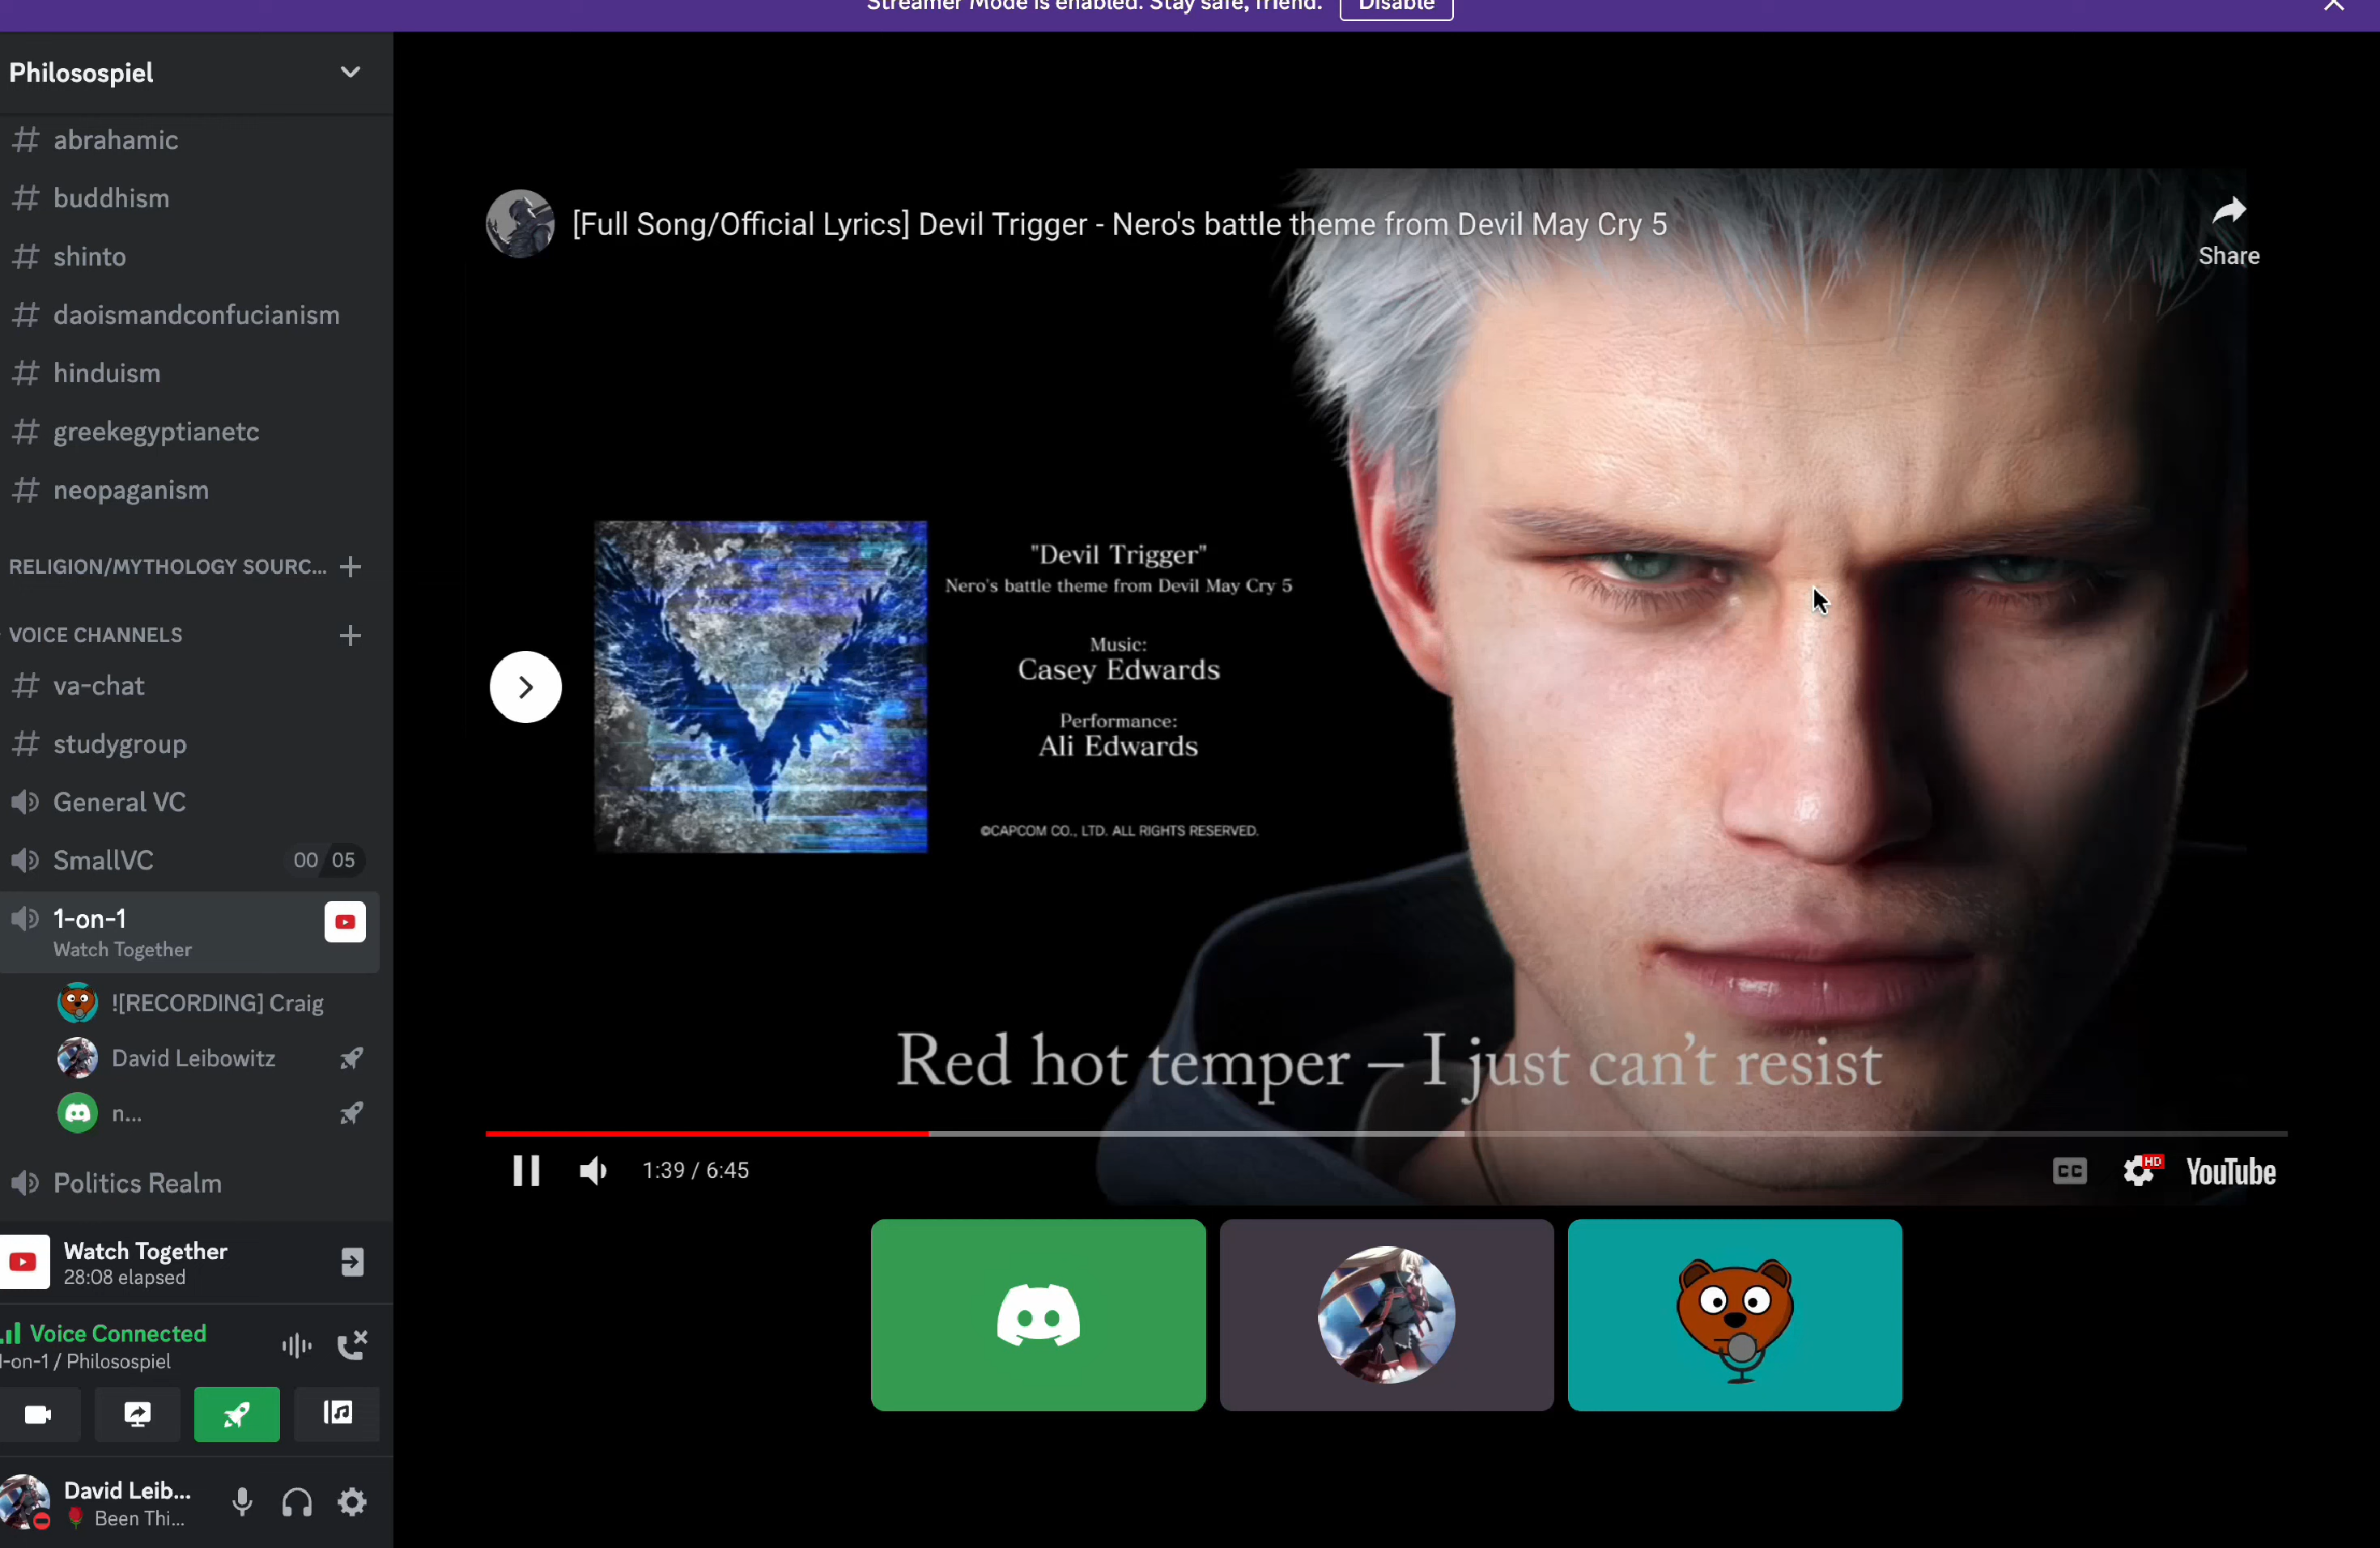 Streamer Mode is enabled. Stay safe, friend. Disable
Philosospiel
abrahamic
buddhism
shinto
daoismandconfucianism
hinduism
greekegyptianetc
neopaganism
RELIGION/MYTHOLOGY SOURC...
VOICE CHANNELS
va-chat
studygroup
General VC
SmallVC 00 05
1-on-1
Watch Together
![RECORDING] Craig
David Leibowitz
n...
Politics Realm
Watch Together
28:08 elapsed
Voice Connected
1-on-1 / Philosospiel
David Leib...
Been Thi...
[Full Song/Official Lyrics] Devil Trigger - Nero's battle theme from Devil May Cry 5
Share
"Devil Trigger"
Nero's battle theme from Devil May Cry 5
Music:
Casey Edwards
Performance:
Ali Edwards
©CAPCOM CO., LTD. ALL RIGHTS RESERVED.
Red hot temper – I just can't resist
1:39 / 6:45
CC HD YouTube